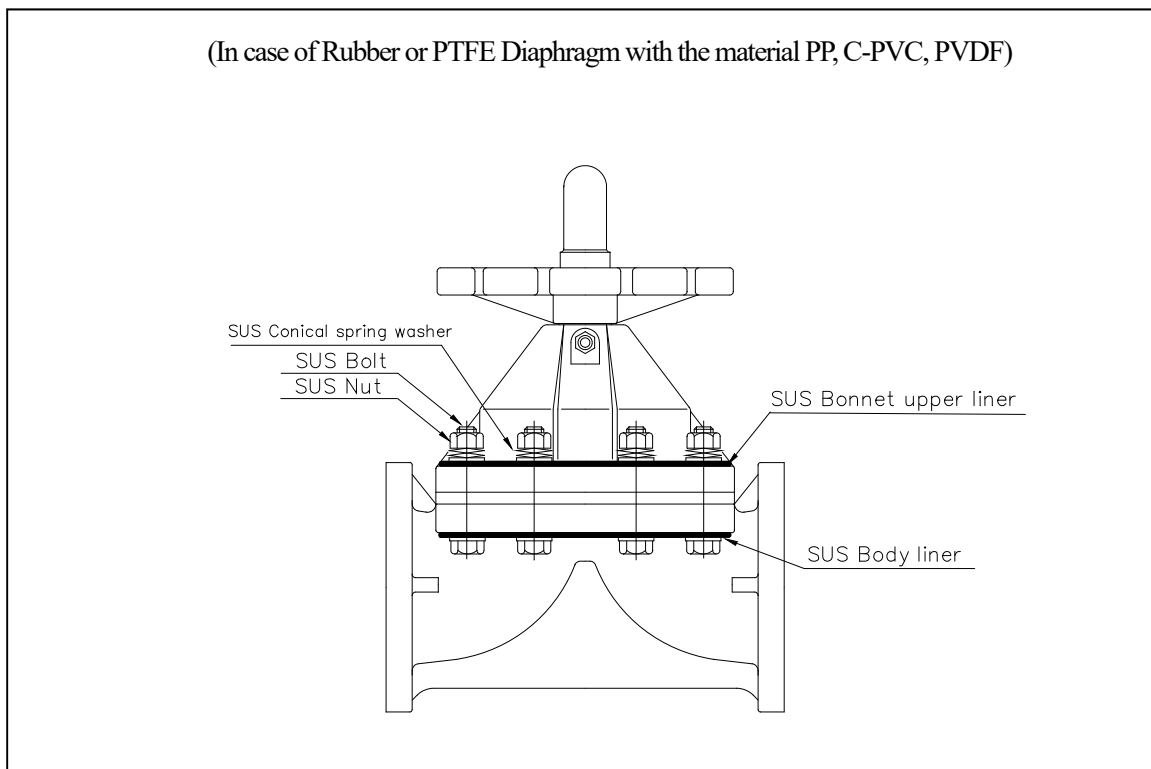 (In case of Rubber or PTFE Diaphragm with the material PP, C-PVC, PVDF)
SUS Conical spring washer
SUS Bolt
SUS Nut
SUS Bonnet upper liner
SUS Body liner